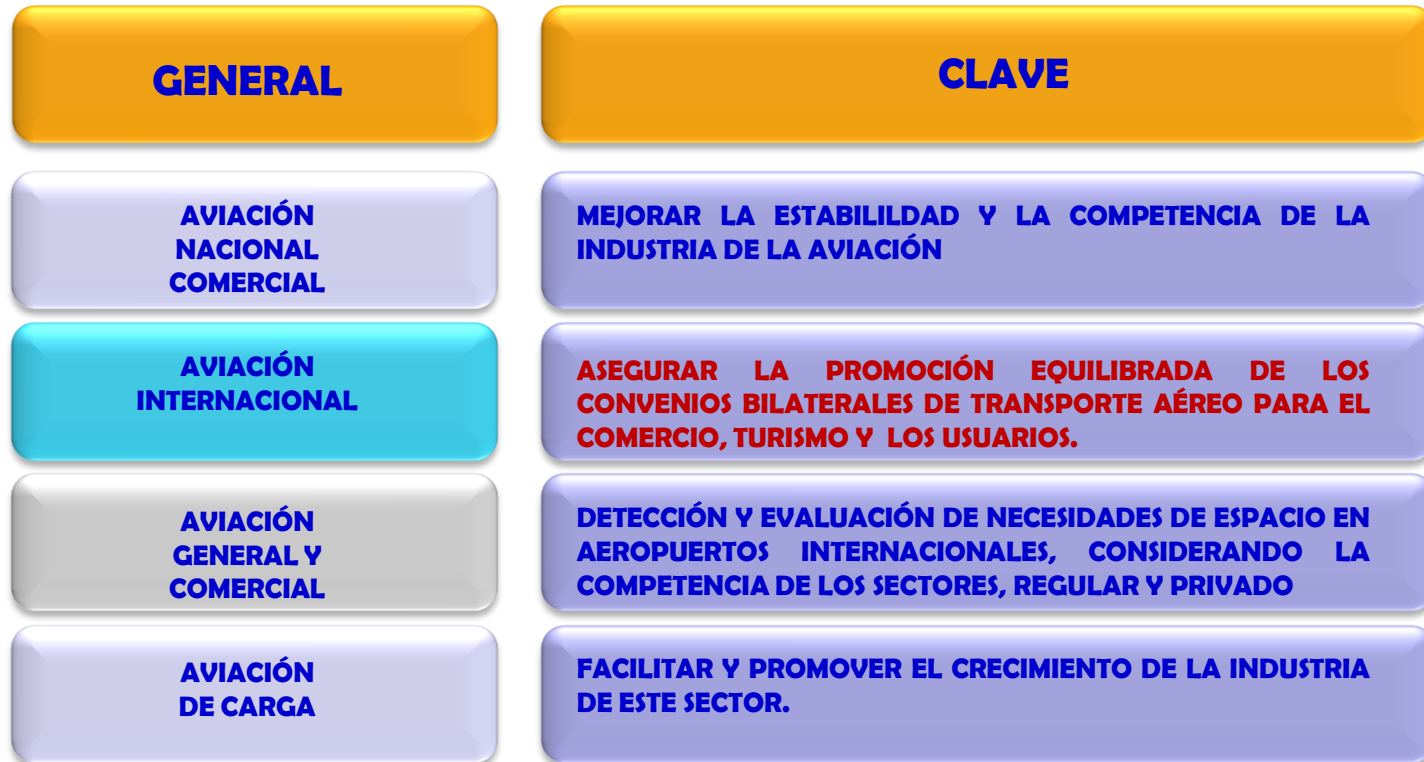 GENERAL
CLAVE
AVIACIÓN
NACIONAL
COMERCIAL
MEJORAR LA ESTABILILDAD Y LA COMPETENCIA DE LA
INDUSTRIA DE LA AVIACIÓN
AVIACIÓN
INTERNACIONAL
ASEGURAR LA PROMOCIÓN EQUILIBRADA DE LOS
CONVENIOS BILATERALES DE TRANSPORTE AÉREO PARA EL
COMERCIO, TURISMO Y LOS USUARIOS.
AVIACIÓN
GENERAL Y
COMERCIAL
DETECCIÓN Y EVALUACIÓN DE NECESIDADES DE ESPACIO EN
AEROPUERTOS INTERNACIONALES, CONSIDERANDO LA
COMPETENCIA DE LOS SECTORES, REGULAR Y PRIVADO
AVIACIÓN
DE CARGA
FACILITAR Y PROMOVER EL CRECIMIENTO DE LA INDUSTRIA
DE ESTE SECTOR.